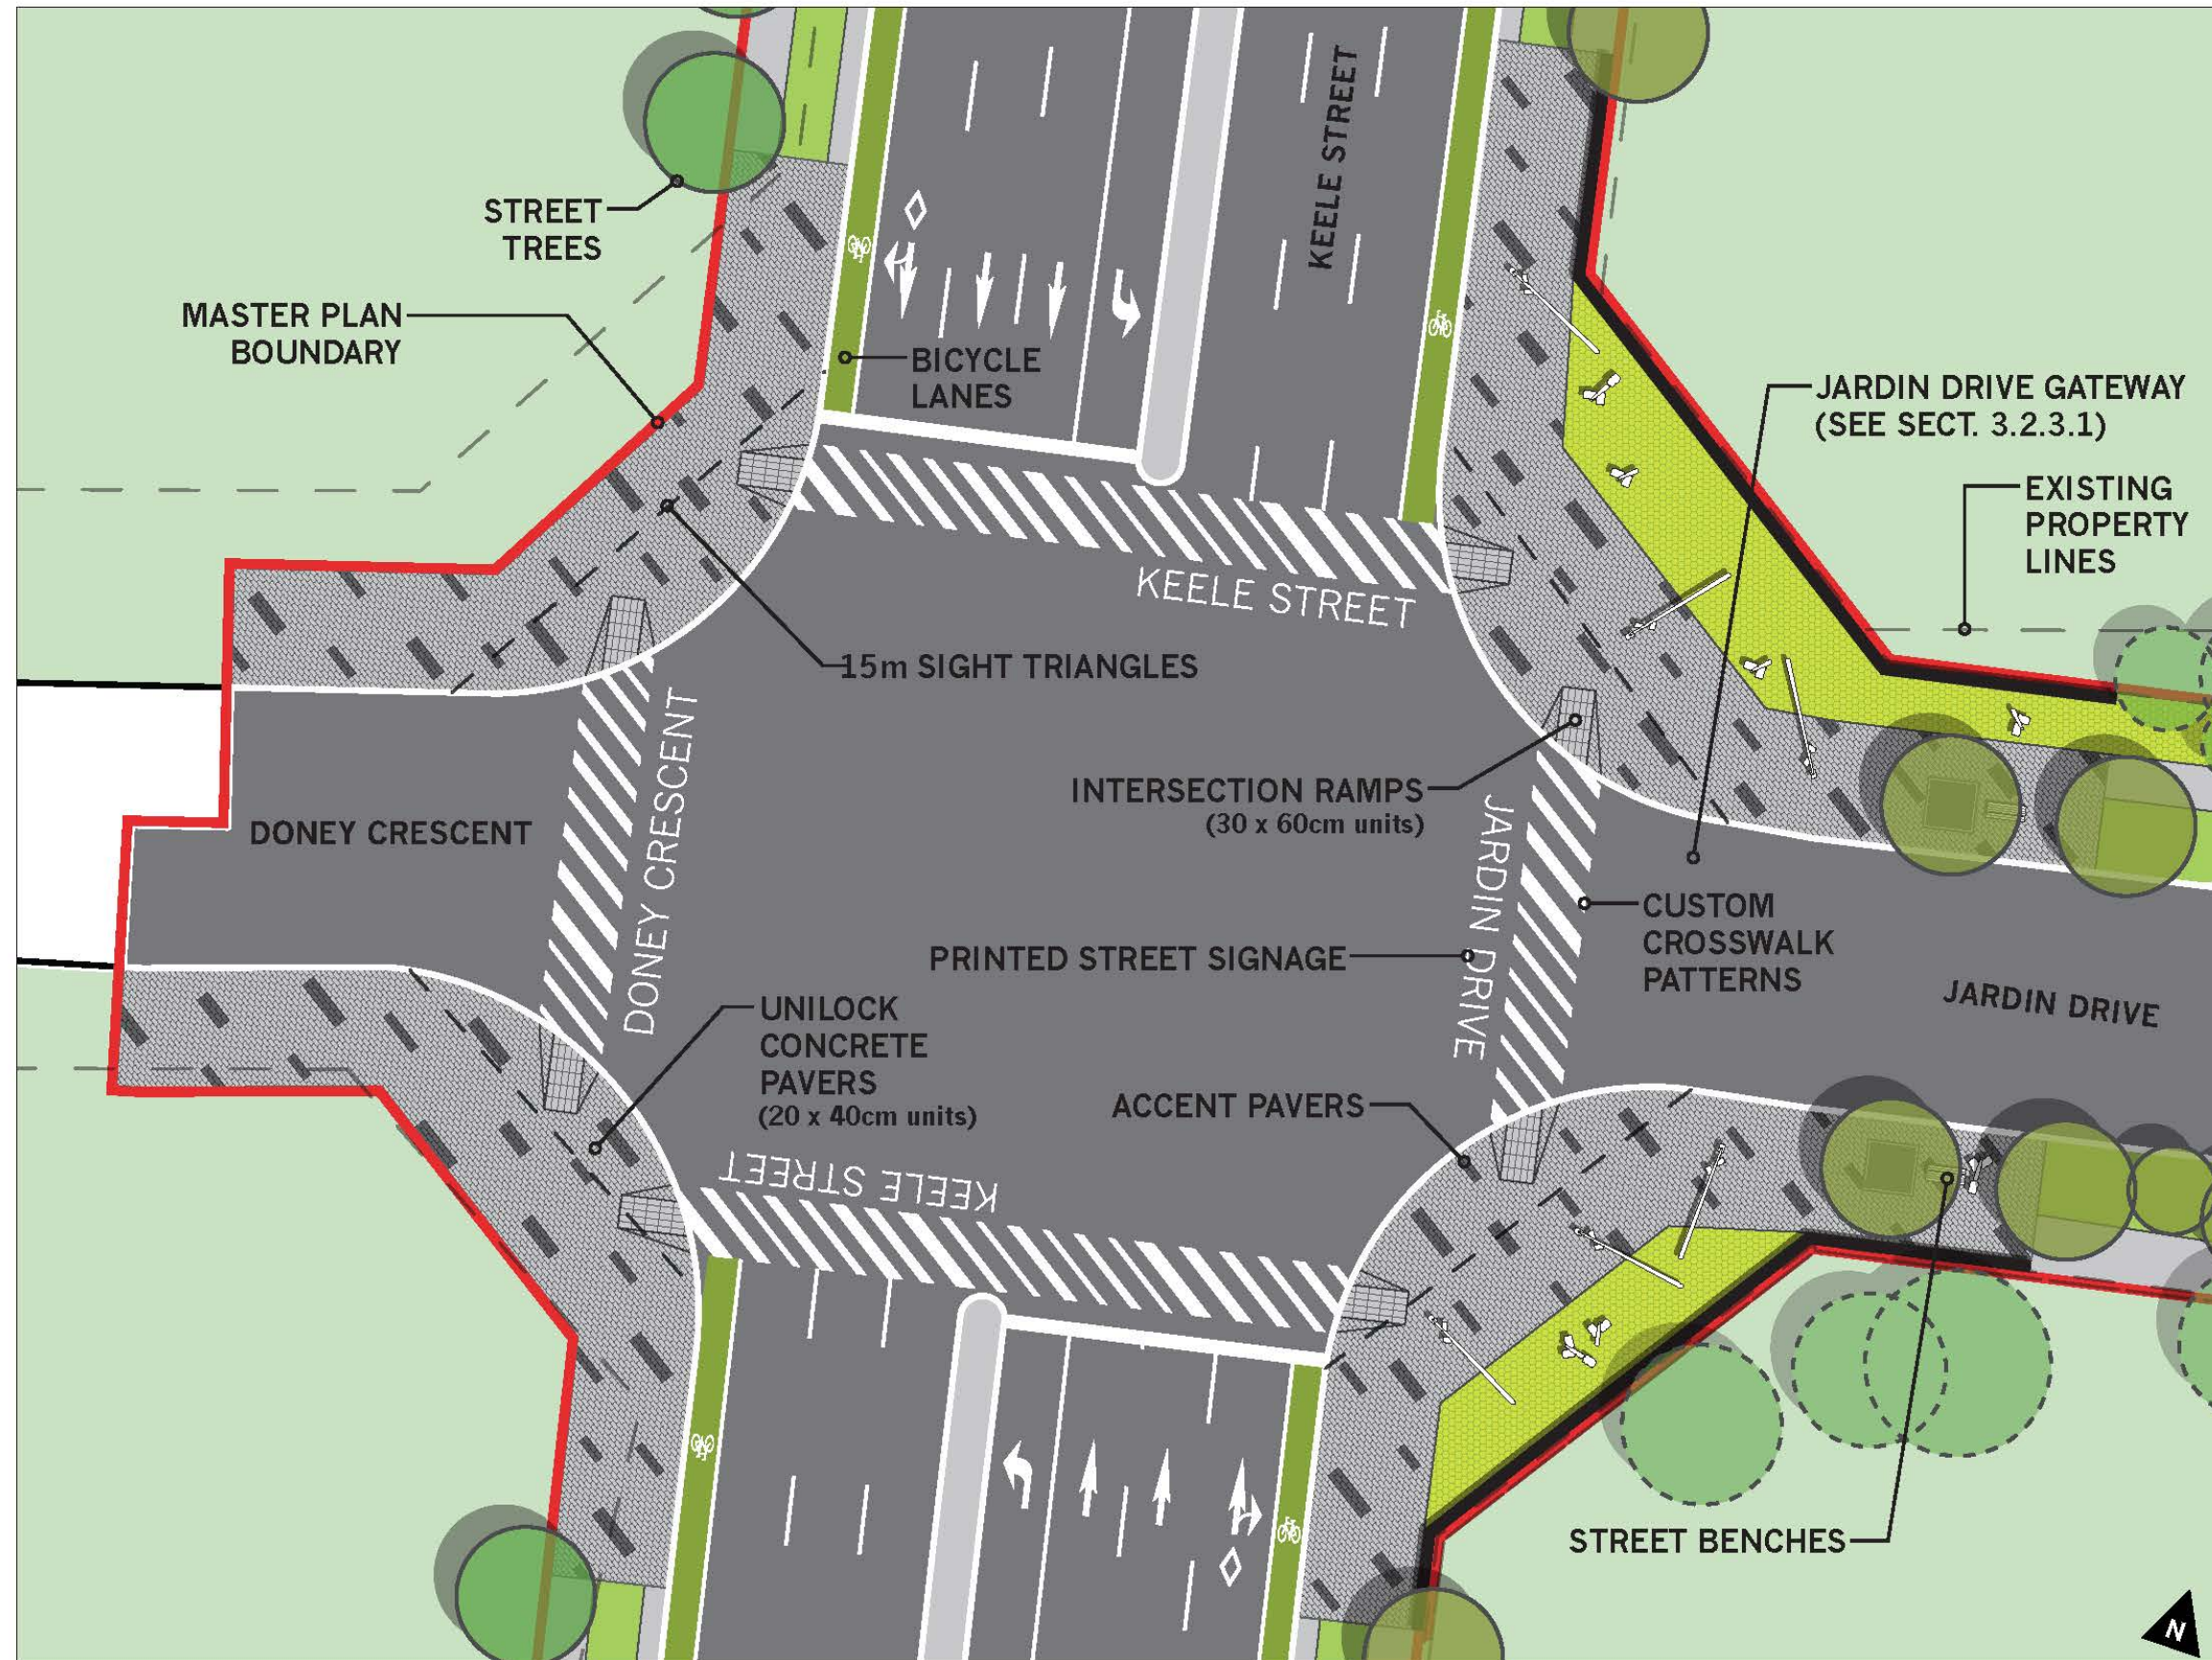 KEELE STREET
STREET
TREES
MASTER PLAN
BOUNDARY
BICYCLE
LANES
JARDIN DRIVE GATEWAY
(SEE SECT. 3.2.3.1)
EXISTING
PROPERTY
LINES
KEELE STREET
15m SIGHT TRIANGLES
DONEY CRESCENT
DONEY CRESCENT
INTERSECTION RAMPS
(30 x 60cm units)
JARDIN DRIVE
CUSTOM
CROSSWALK
PATTERNS
PRINTED STREET SIGNAGE
JARDIN DRIVE
UNILOCK
CONCRETE
PAVERS
(20 x 40cm units)
ACCENT PAVERS
KEELE STREET
STREET BENCHES
N